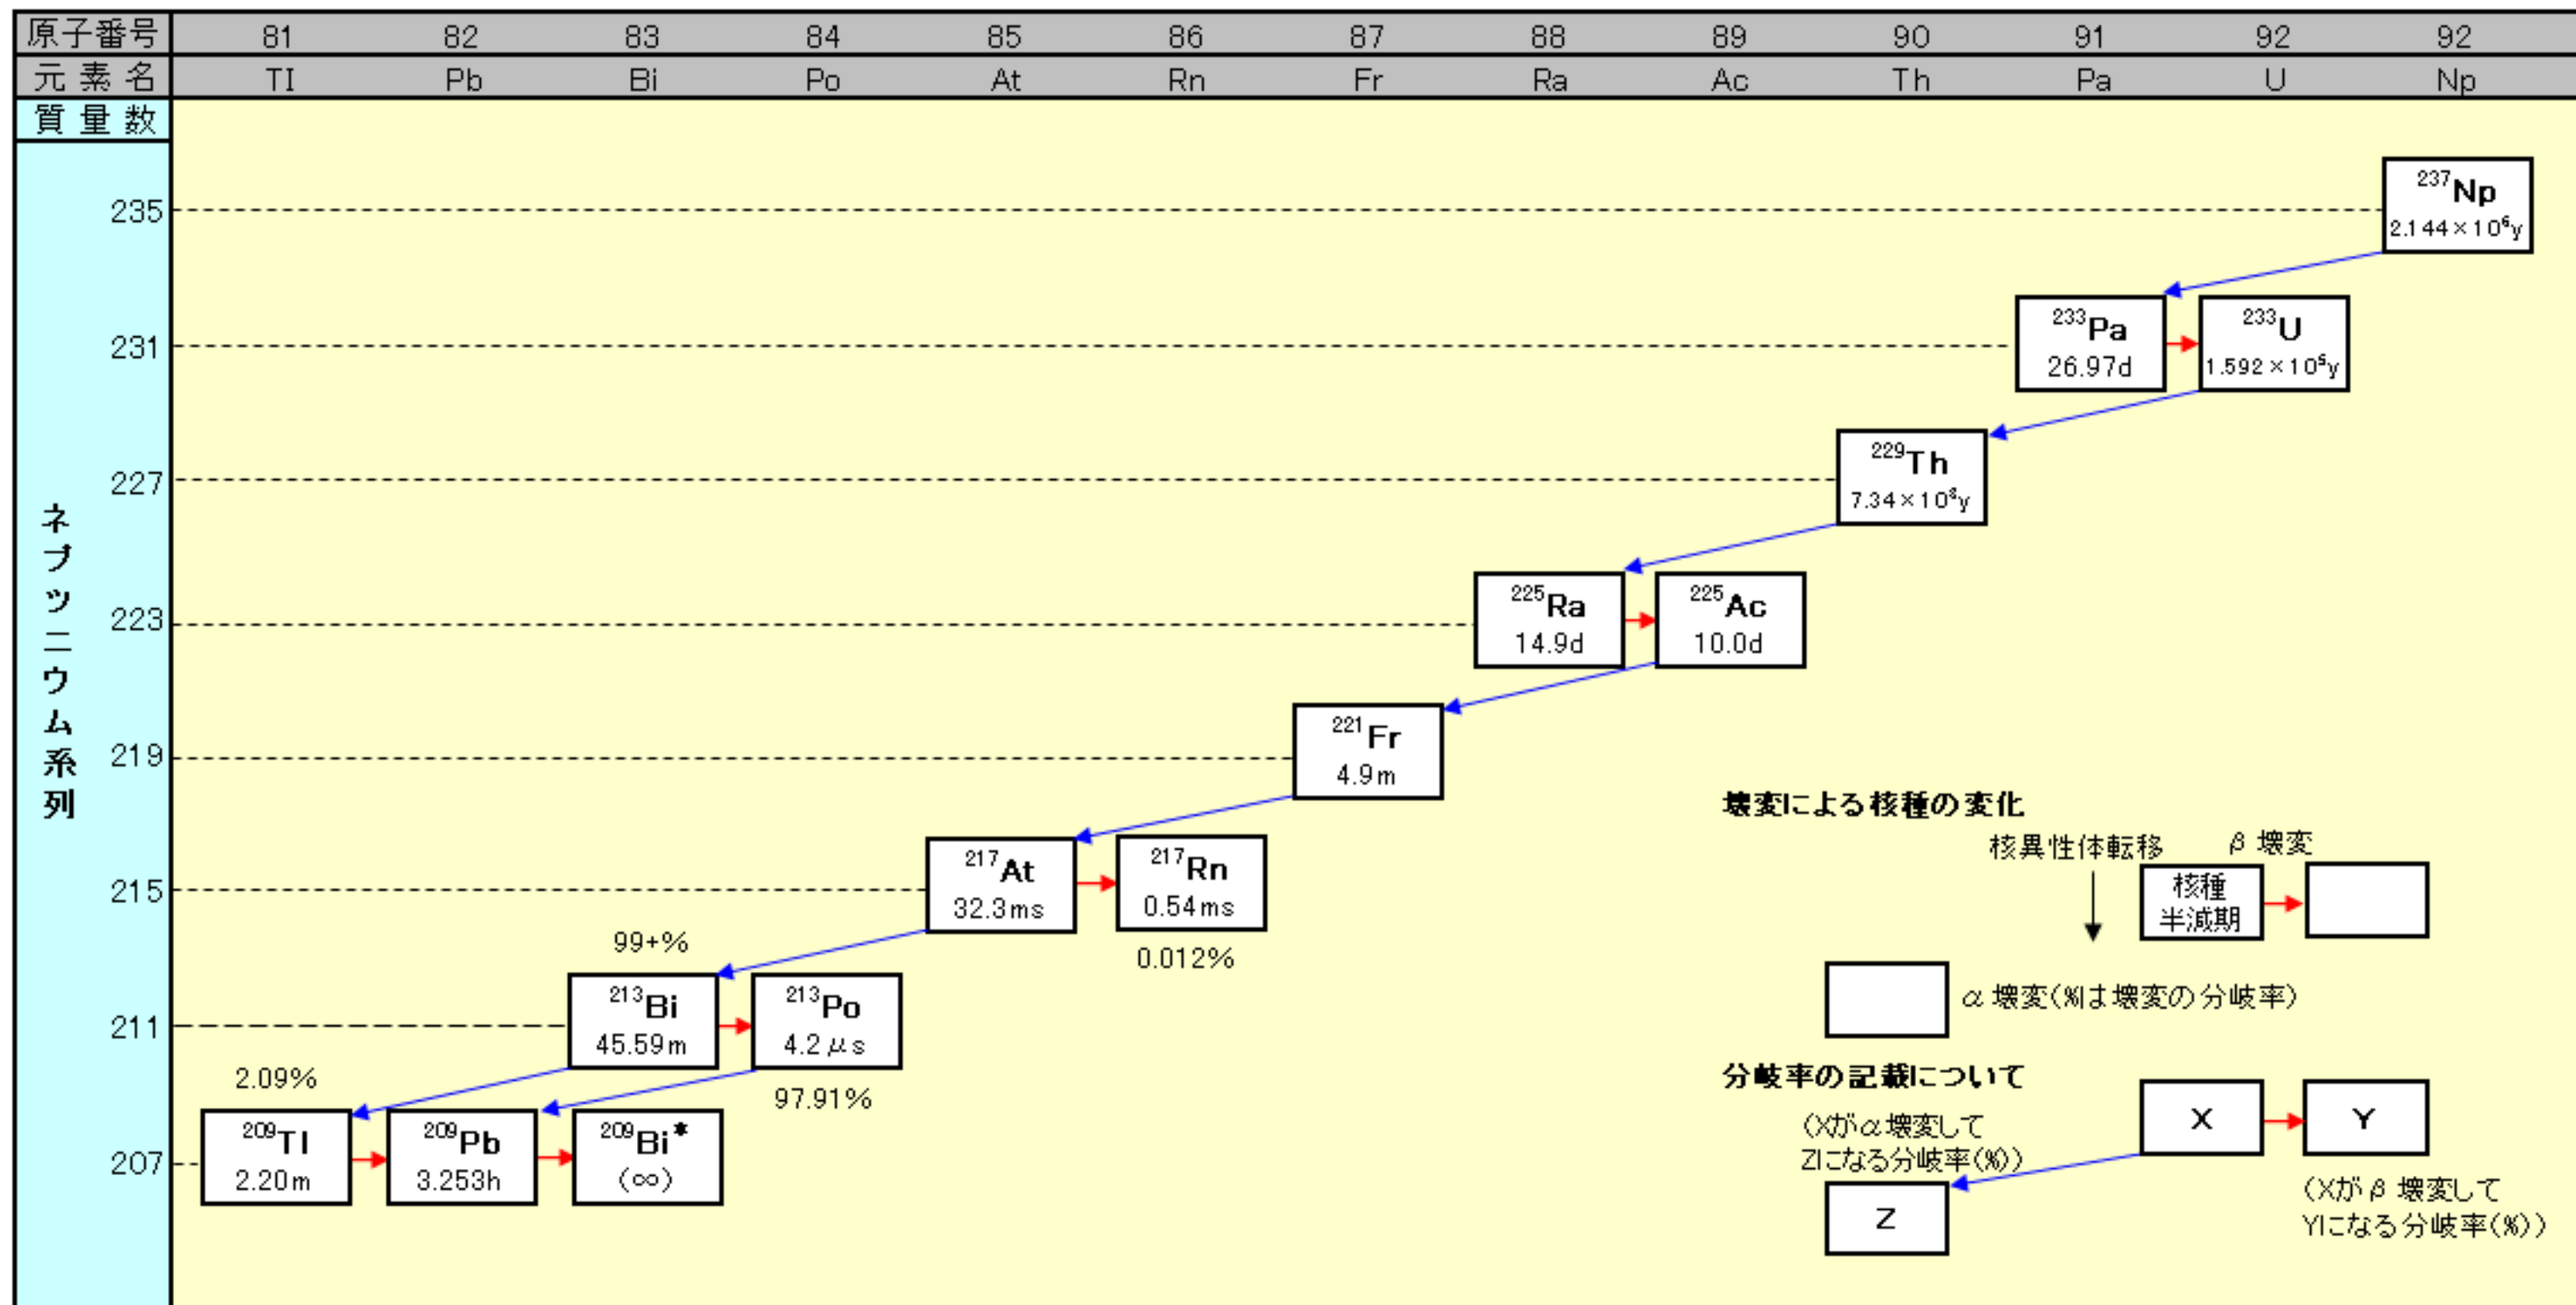 原子番号 81 82 83 84 85 86 87 88 89 90 91 92 92
元素名 Tl Pb Bi Po At Rn Fr Ra Ac Th Pa U Np
質量数
ネプツニウム系列
235
²³⁷Np
2.144×10⁶y
231
²³³Pa ²³³U
26.97d 1.592×10⁵y
227
²²⁹Th
7.34×10³y
223
²²⁵Ra ²²⁵Ac
14.9d 10.0d
219
²²¹Fr
4.9m
215
²¹⁷At ²¹⁷Rn
32.3ms 0.54ms
99+% 0.012%
211
²¹³Bi ²¹³Po
45.59m 4.2μs
2.09% 97.91%
207
²⁰⁹Tl ²⁰⁹Pb ²⁰⁹Bi*
2.20m 3.253h (∞)
壊変による核種の変化
核異性体転移 β壊変
核種
半減期
α壊変(%は壊変の分岐率)
分岐率の記載について
(Xがα壊変して
Zになる分岐率(%))
X Y
Z
(Xがβ壊変して
Yになる分岐率(%))